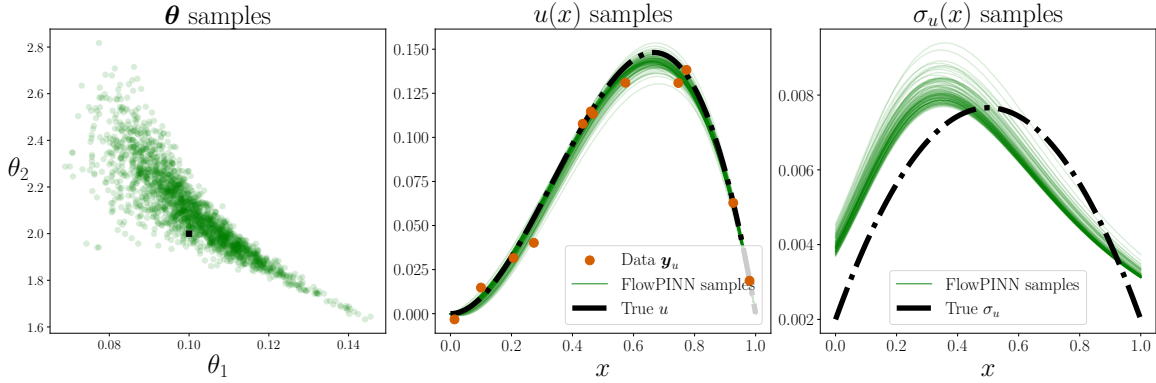 θ samples
2.8
2.6
2.4
2.2
2.0
1.8
1.6
θ₂
0.08
0.10
0.12
0.14
θ₁
u(x) samples
0.150
0.125
0.100
0.075
0.050
0.025
0.000
Data y_u
FlowPINN samples
True u
0.0
0.2
0.4
0.6
0.8
1.0
x
σ_u(x) samples
0.008
0.006
0.004
0.002
FlowPINN samples
True σ_u
0.0
0.2
0.4
0.6
0.8
1.0
x